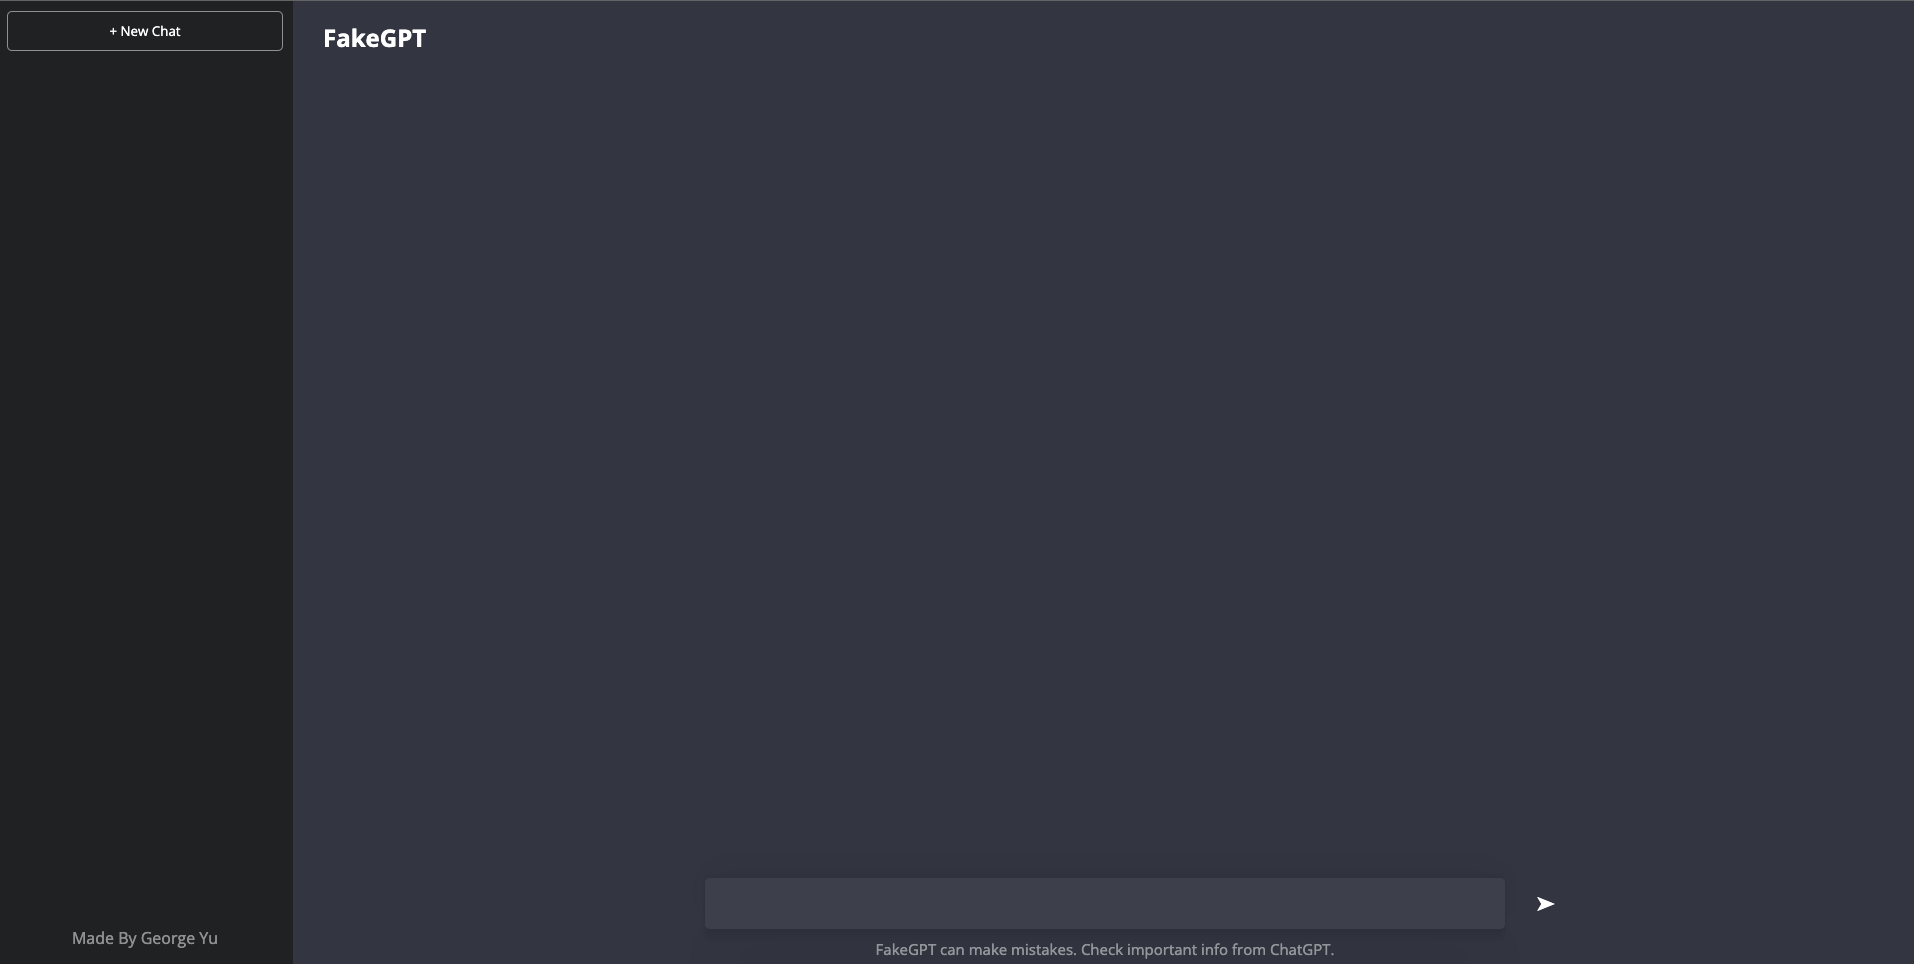 + New Chat
FakeGPT
Made By George Yu
FakeGPT can make mistakes. Check important info from ChatGPT.